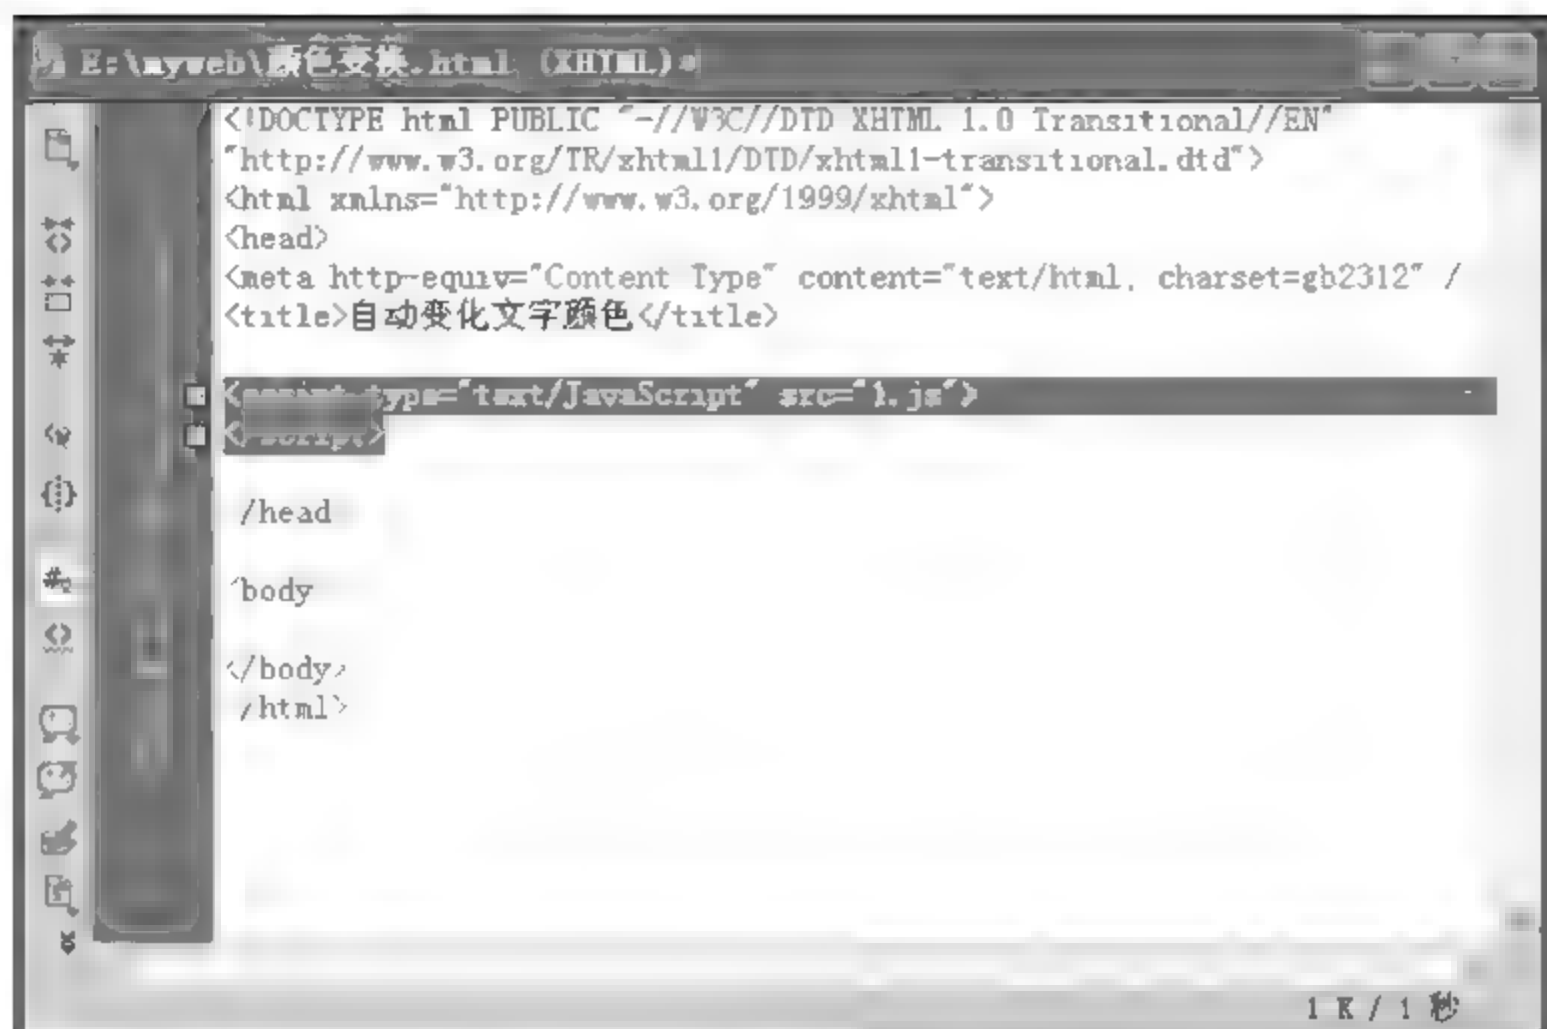 E:\myweb\颜色变换.html (XHTML)*
<!DOCTYPE html PUBLIC "-//W3C//DTD XHTML 1.0 Transitional//EN"
"http://www.w3.org/TR/xhtml1/DTD/xhtml1-transitional.dtd">
<html xmlns="http://www.w3.org/1999/xhtml">
<head>
<meta http-equiv="Content Type" content="text/html, charset=gb2312" /
<title>自动变化文字颜色</title>
<script type="text/JavaScript" src="1.js">
</script>
/head
body
</body>
/html>
1 K / 1 秒